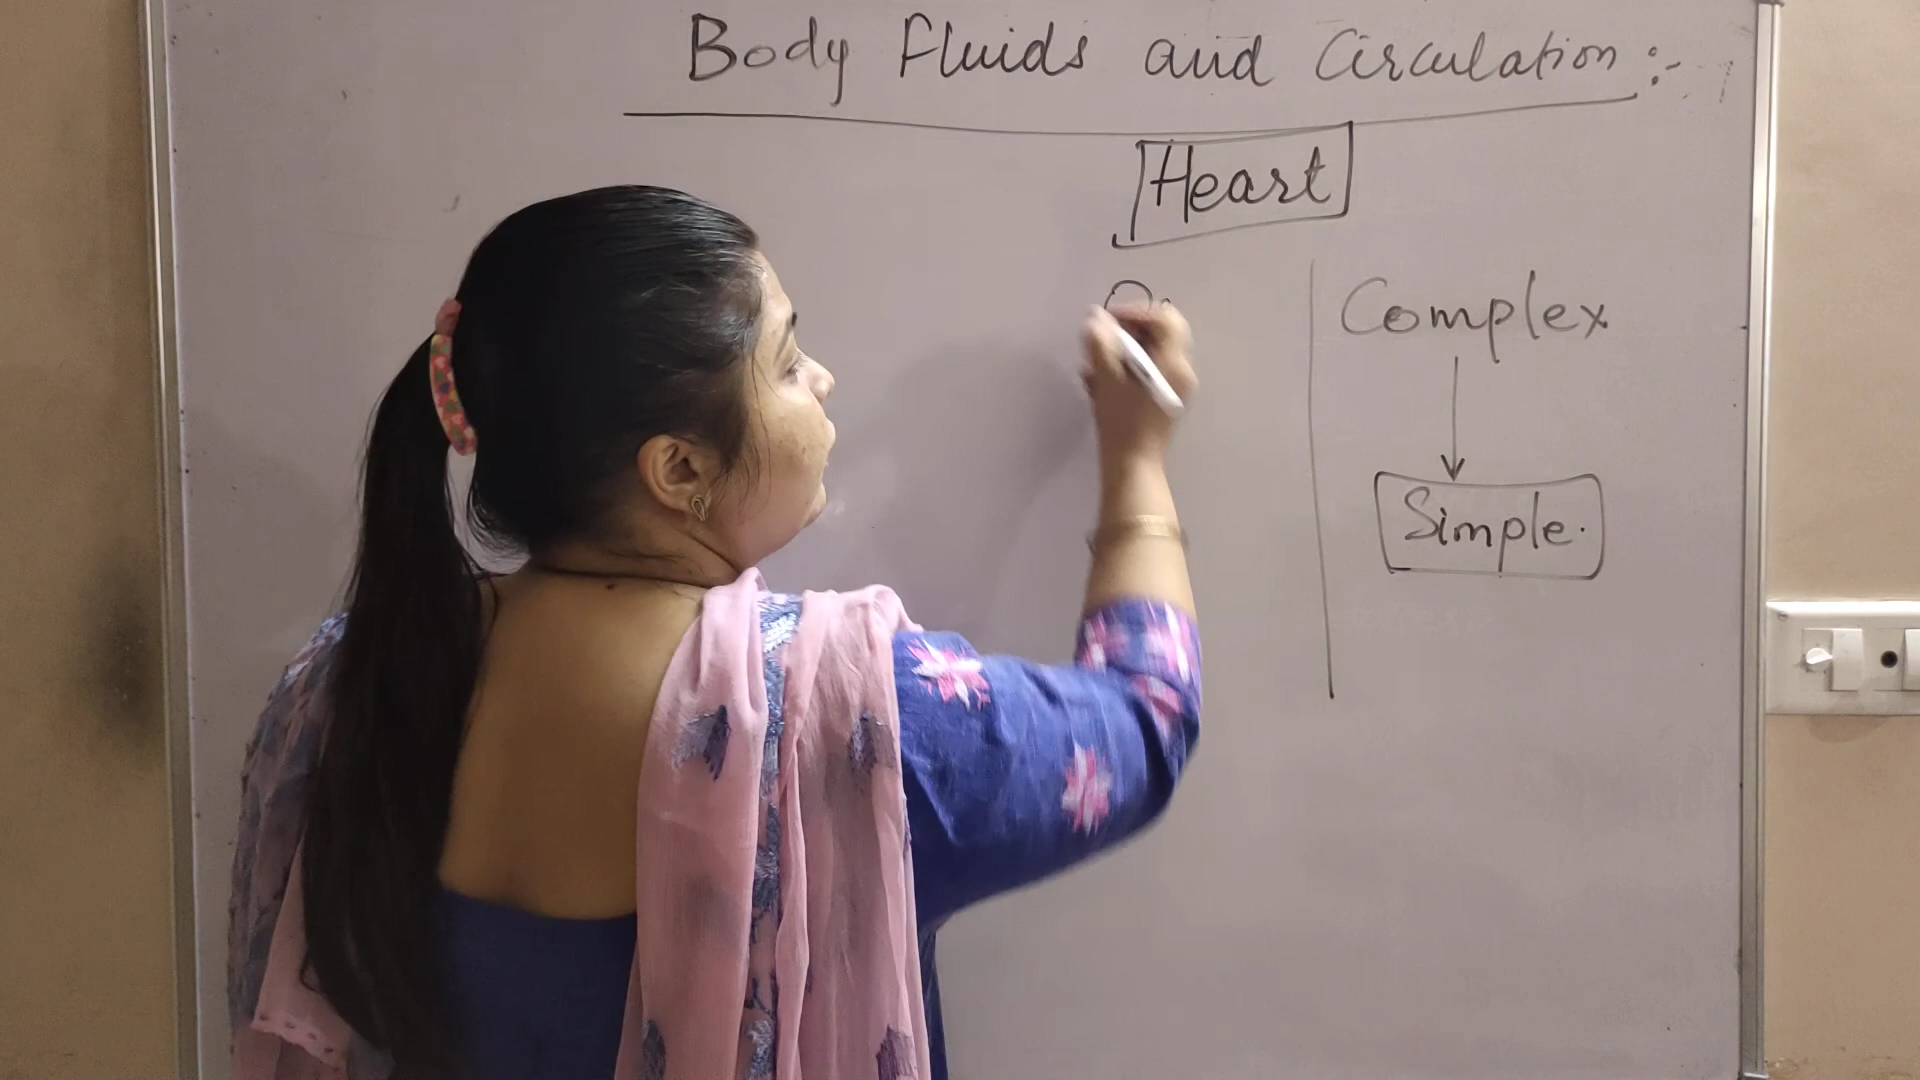 Body Fluids and Circulation :-
Heart
Complex
Simple.